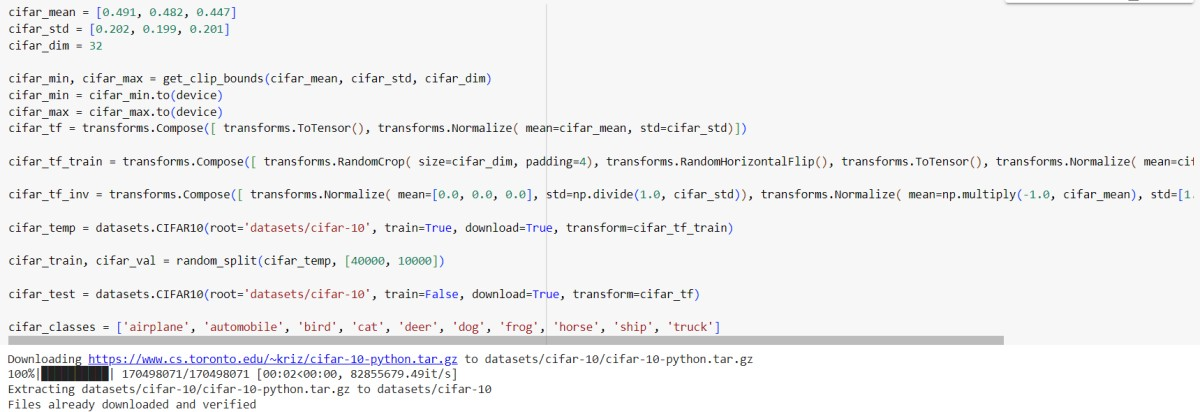 cifar_mean = [0.491, 0.482, 0.447]
cifar_std = [0.202, 0.199, 0.201]
cifar_dim = 32
cifar_min, cifar_max = get_clip_bounds(cifar_mean, cifar_std, cifar_dim)
cifar_min = cifar_min.to(device)
cifar_max = cifar_max.to(device)
cifar_tf = transforms.Compose([ transforms.ToTensor(), transforms.Normalize( mean=cifar_mean, std=cifar_std)])
cifar_tf_train = transforms.Compose([ transforms.RandomCrop( size=cifar_dim, padding=4), transforms.RandomHorizontalFlip(), transforms.ToTensor(), transforms.Normalize( mean=cif
cifar_tf_inv = transforms.Compose([ transforms.Normalize( mean=[0.0, 0.0, 0.0], std=np.divide(1.0, cifar_std)), transforms.Normalize( mean=np.multiply(-1.0, cifar_mean), std=[1.
cifar_temp = datasets.CIFAR10(root='datasets/cifar-10', train=True, download=True, transform=cifar_tf_train)
cifar_train, cifar_val = random_split(cifar_temp, [40000, 10000])
cifar_test = datasets.CIFAR10(root='datasets/cifar-10', train=False, download=True, transform=cifar_tf)
cifar_classes = ['airplane', 'automobile', 'bird', 'cat', 'deer', 'dog', 'frog', 'horse', 'ship', 'truck']
Downloading https://www.cs.toronto.edu/~kriz/cifar-10-python.tar.gz to datasets/cifar-10/cifar-10-python.tar.gz
100%|██████████| 170498071/170498071 [00:02<00:00, 82855679.49it/s]
Extracting datasets/cifar-10/cifar-10-python.tar.gz to datasets/cifar-10
Files already downloaded and verified